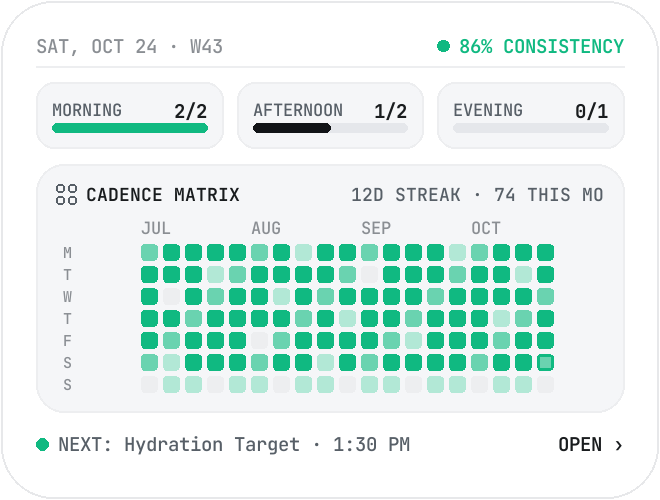 SAT, OCT 24 · W43
86% CONSISTENCY
MORNING 2/2
AFTERNOON 1/2
EVENING 0/1
CADENCE MATRIX
12D STREAK · 74 THIS MO
JUL AUG SEP OCT
M
T
W
T
F
S
S
NEXT: Hydration Target · 1:30 PM
OPEN ›